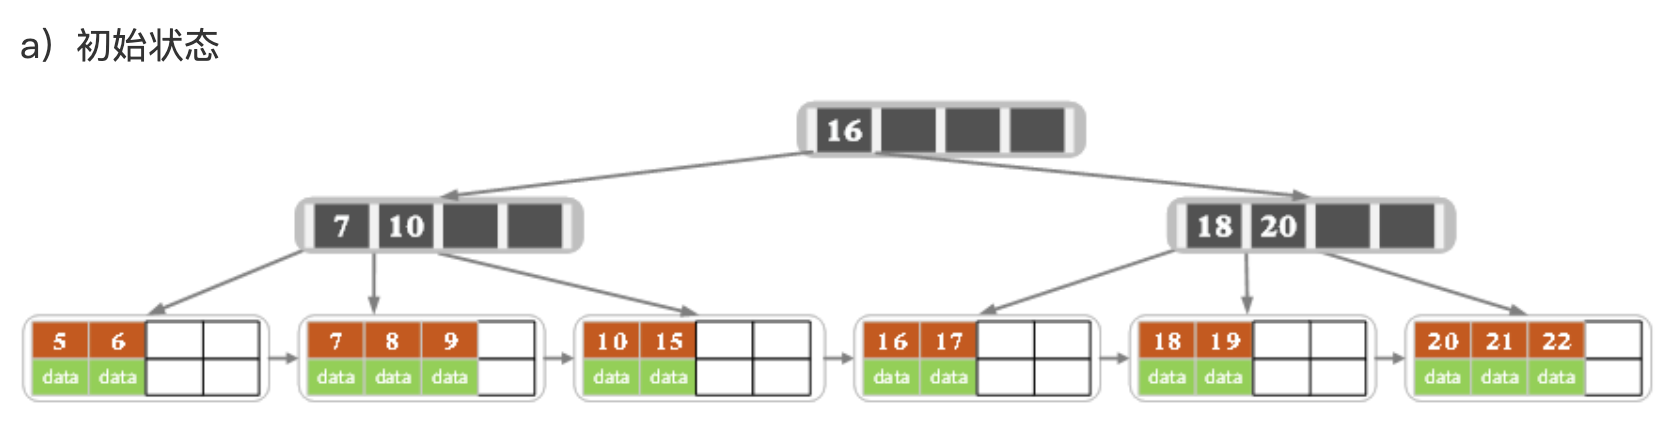 a）初始状态
16
7 10
18 20
5 6 7 8 9 10 15 16 17 18 19 20 21 22
data data data data data data data data data data data data data data